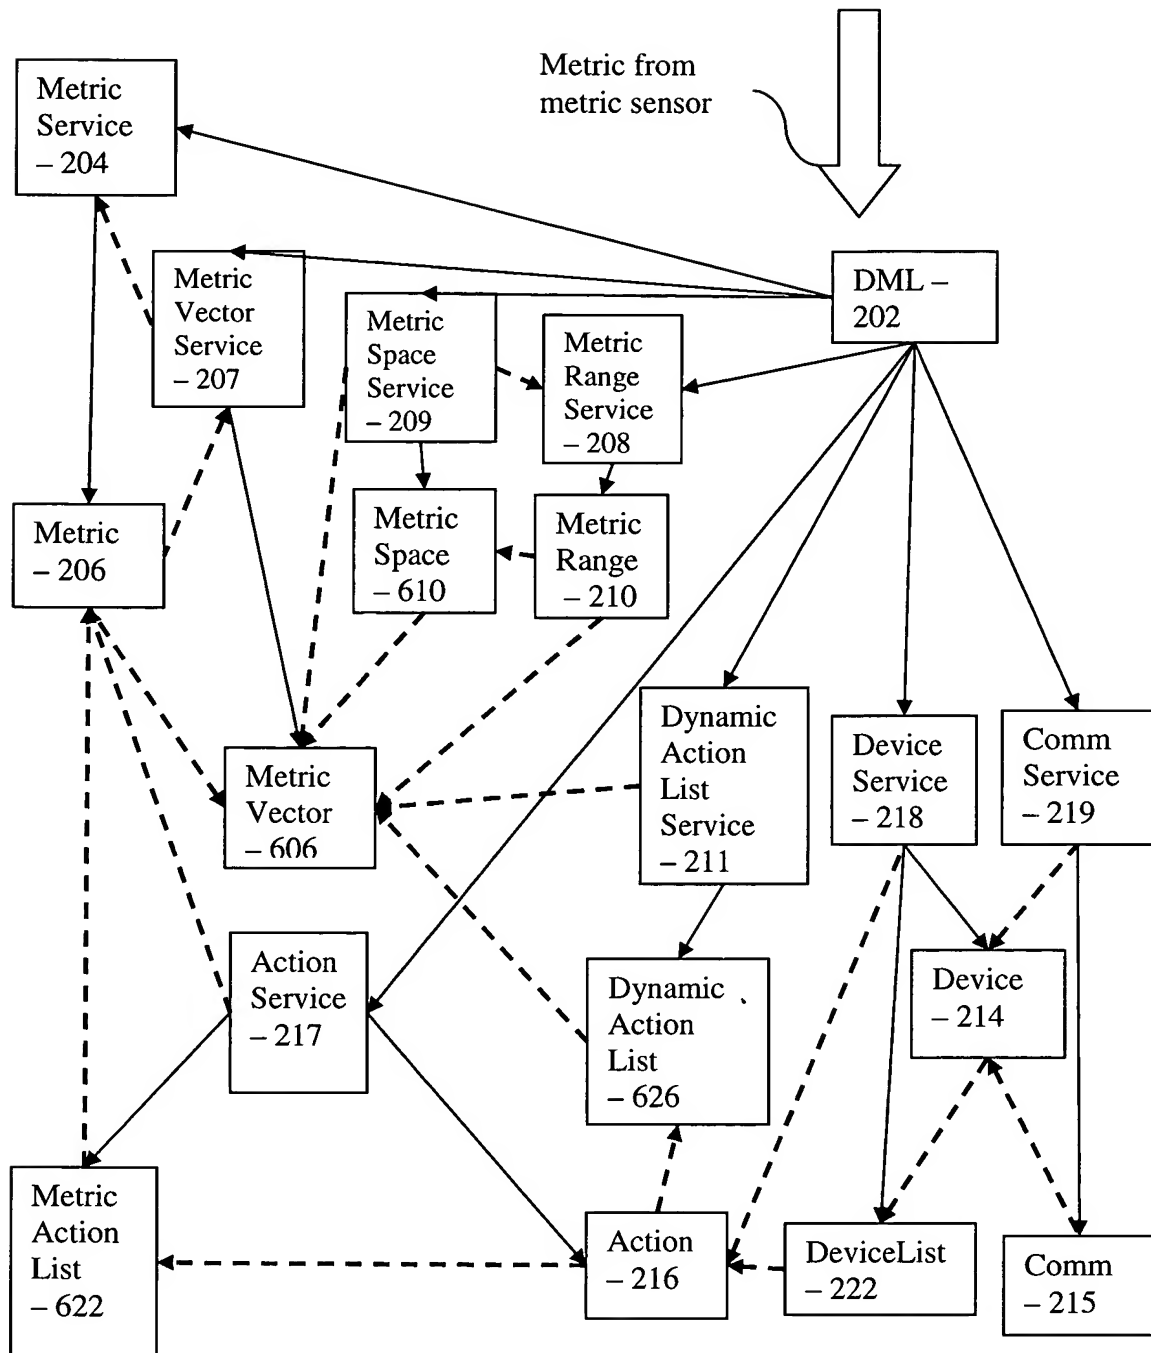 Metric from
metric sensor
Metric
Service
– 204
DML –
202
Metric
Vector
Service
– 207
Metric
Space
Service
– 209
Metric
Range
Service
– 208
Metric
– 206
Metric
Space
– 610
Metric
Range
– 210
Metric
Vector
– 606
Dynamic
Action
List
Service
– 211
Device
Service
– 218
Comm
Service
– 219
Action
Service
– 217
Dynamic
Action
List
– 626
Device
– 214
Metric
Action
List
– 622
Action
– 216
DeviceList
– 222
Comm
– 215